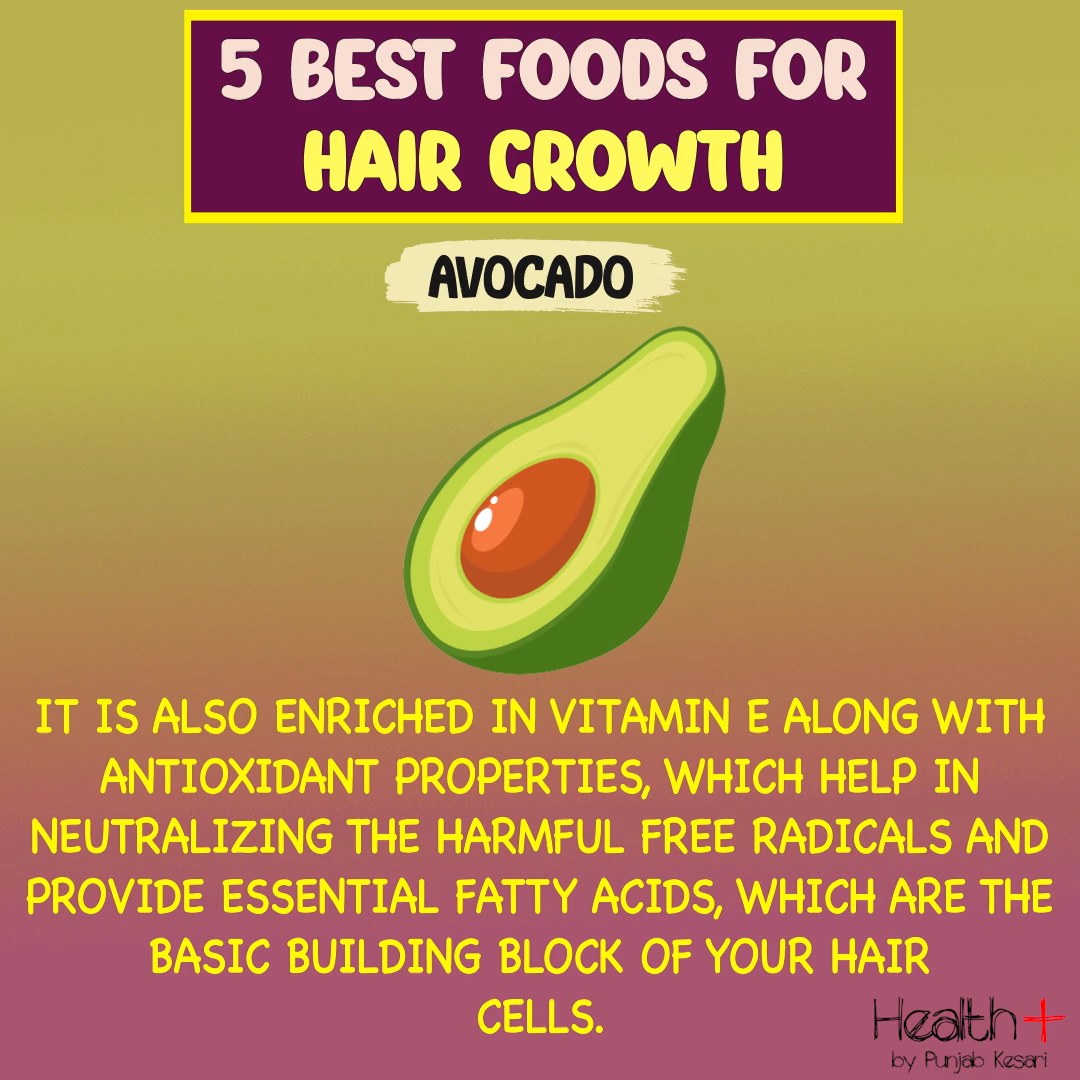 5 BEST FOODS FOR
HAIR GROWTH
AVOCADO
IT IS ALSO ENRICHED IN VITAMIN E ALONG WITH
ANTIOXIDANT PROPERTIES, WHICH HELP IN
NEUTRALIZING THE HARMFUL FREE RADICALS AND
PROVIDE ESSENTIAL FATTY ACIDS, WHICH ARE THE
BASIC BUILDING BLOCK OF YOUR HAIR
CELLS.
Health+
by Punjab Kesari